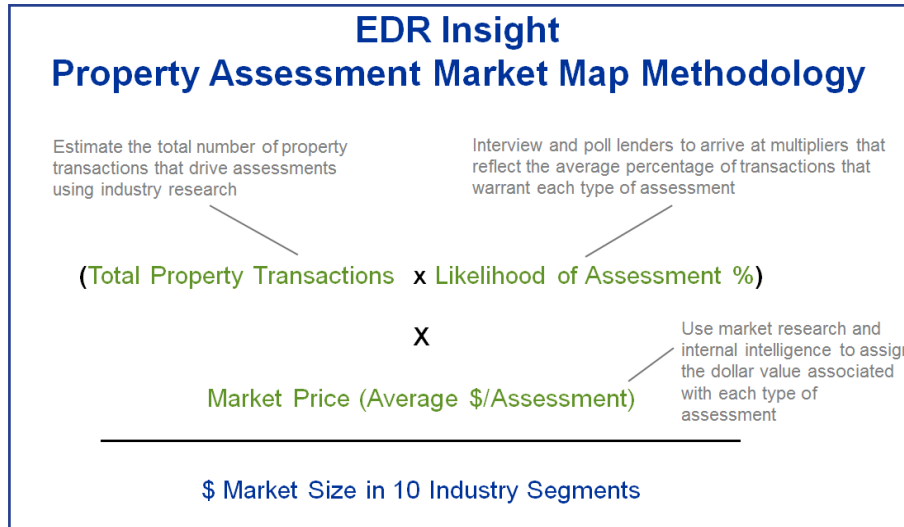 EDR Insight
Property Assessment Market Map Methodology
Estimate the total number of property
transactions that drive assessments
using industry research
Interview and poll lenders to arrive at multipliers that
reflect the average percentage of transactions that
warrant each type of assessment
(Total Property Transactions x Likelihood of Assessment %)
X
Use market research and
internal intelligence to assign
the dollar value associated
with each type of
assessment
Market Price (Average $/Assessment)
$ Market Size in 10 Industry Segments